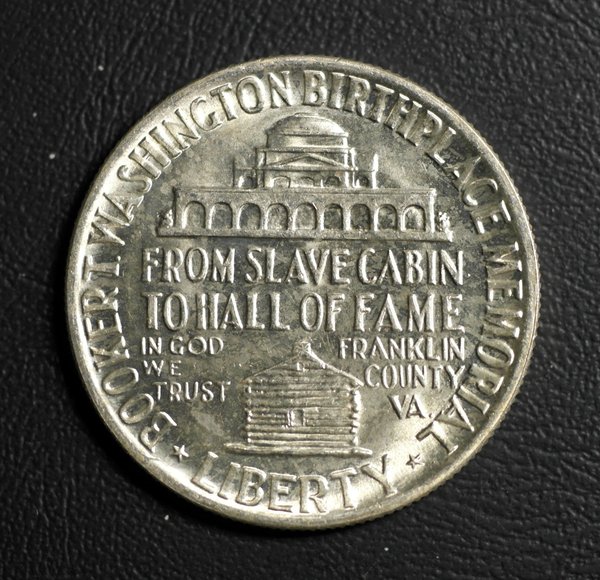 BOOKER T. WASHINGTON BIRTHPLACE MEMORIAL
FROM SLAVE CABIN
TO HALL OF FAME
IN GOD
WE
TRUST
FRANKLIN
COUNTY
VA.
LIBERTY